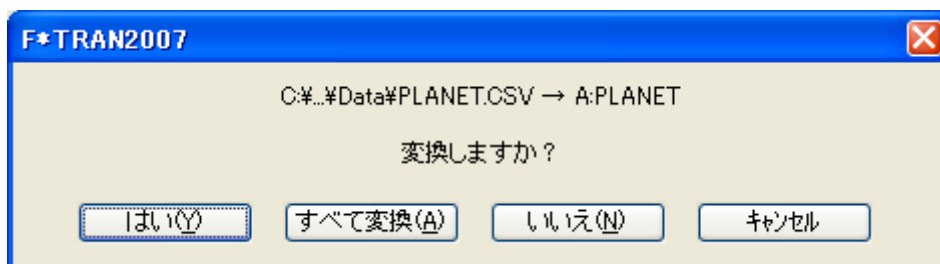 F*TRAN2007
C:¥...¥Data¥PLANET.CSV → A:PLANET
変換しますか？
はい(Y) すべて変換(A) いいえ(N) ｷｬﾝｾﾙ